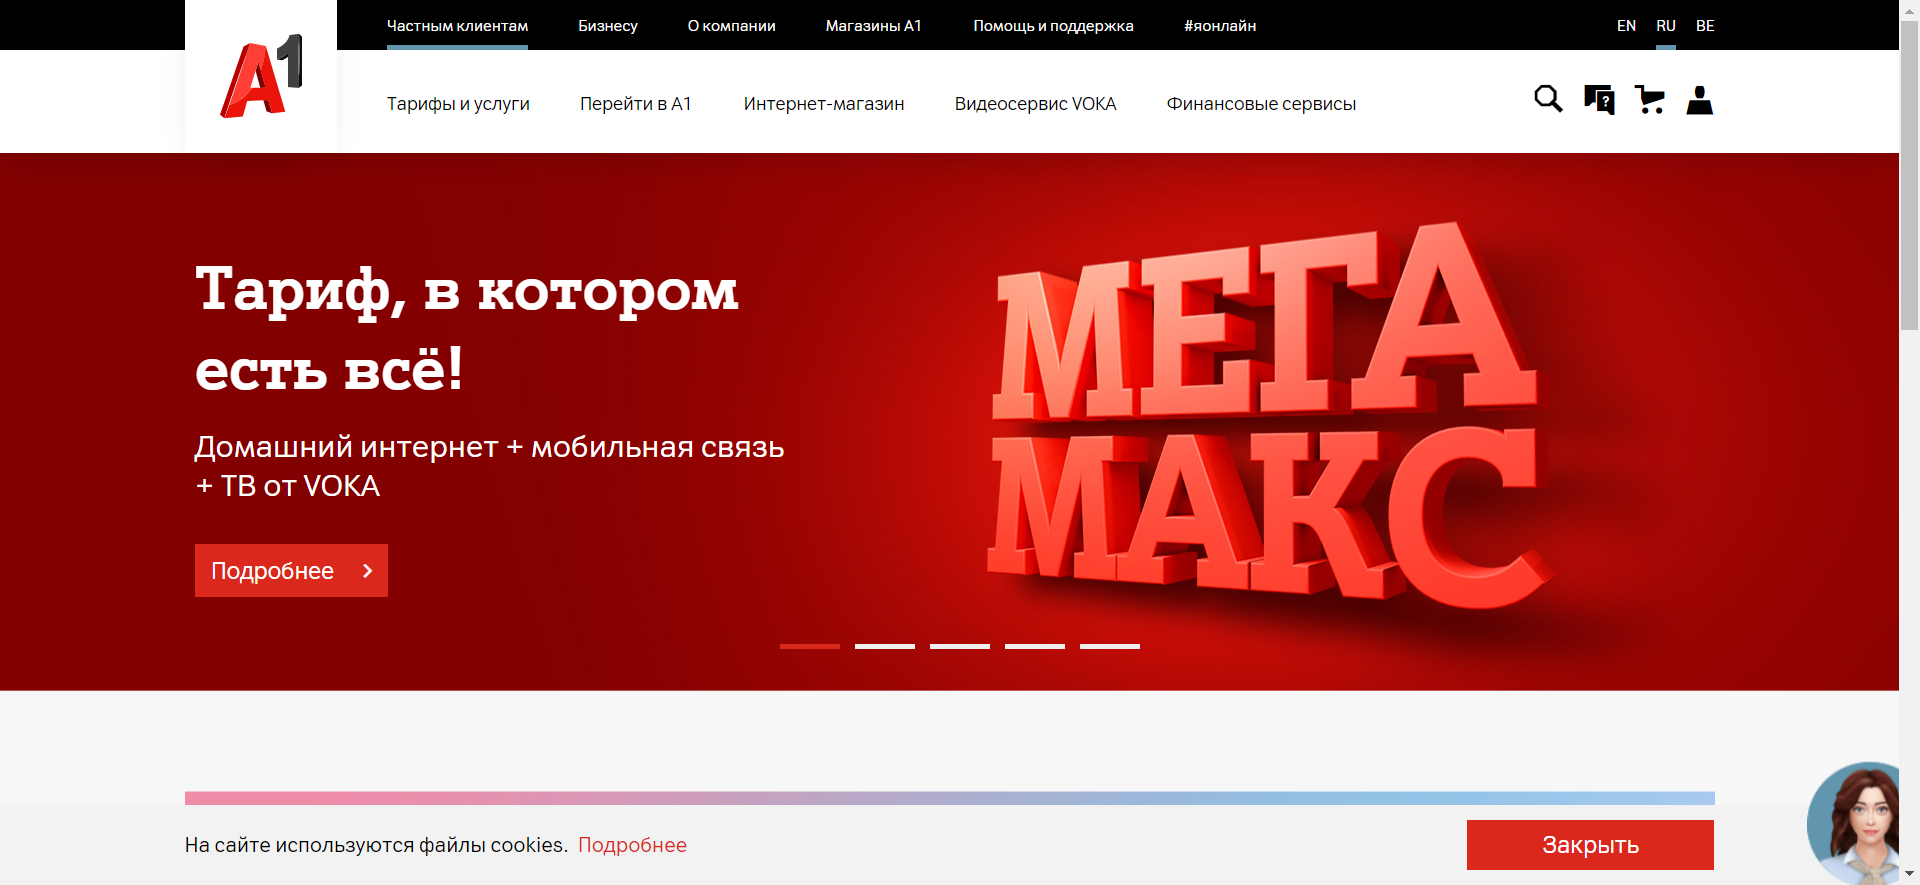 Частным клиентам
Бизнесу
О компании
Магазины А1
Помощь и поддержка
#яонлайн
EN
RU
BE
A1
Тарифы и услуги
Перейти в А1
Интернет-магазин
Видеосервис VOKA
Финансовые сервисы
?
Тариф, в котором
есть всё!
Домашний интернет + мобильная связь
+ ТВ от VOKA
Подробнее
МЕГА
МАКС
На сайте используются файлы cookies. Подробнее
Закрыть